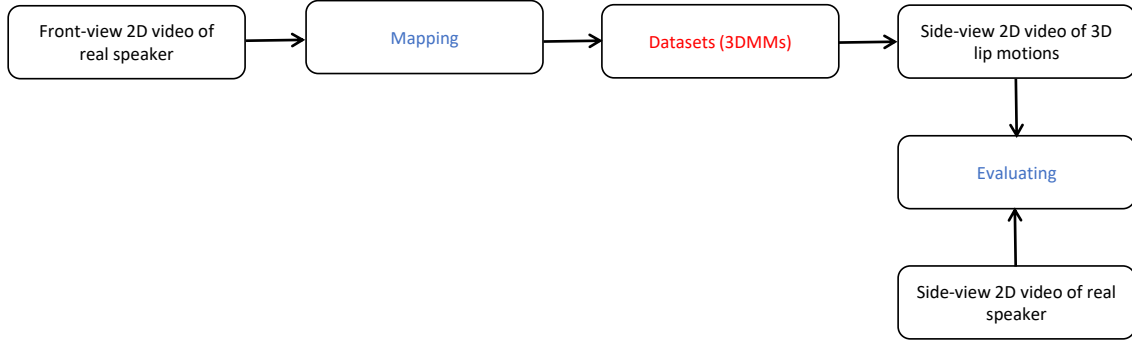 Front-view 2D video of
real speaker
Mapping
Datasets (3DMMs)
Side-view 2D video of 3D
lip motions
Evaluating
Side-view 2D video of real
speaker